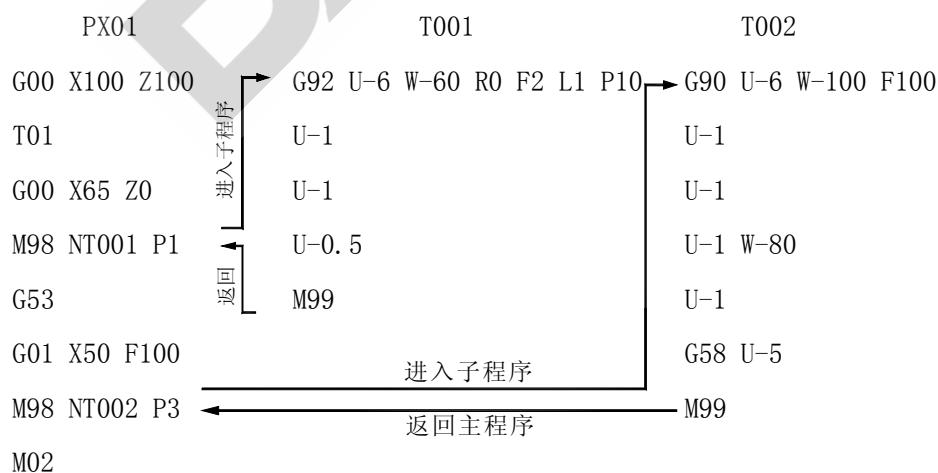 PX01 T001 T002
G00 X100 Z100 G92 U-6 W-60 R0 F2 L1 P10 G90 U-6 W-100 F100
T01 U-1 U-1
进入子程序
G00 X65 Z0 U-1 U-1
M98 NT001 P1 U-0.5 U-1 W-80
返回
G53 M99 U-1
G01 X50 F100 G58 U-5
进入子程序
M98 NT002 P3 M99
返回主程序
M02